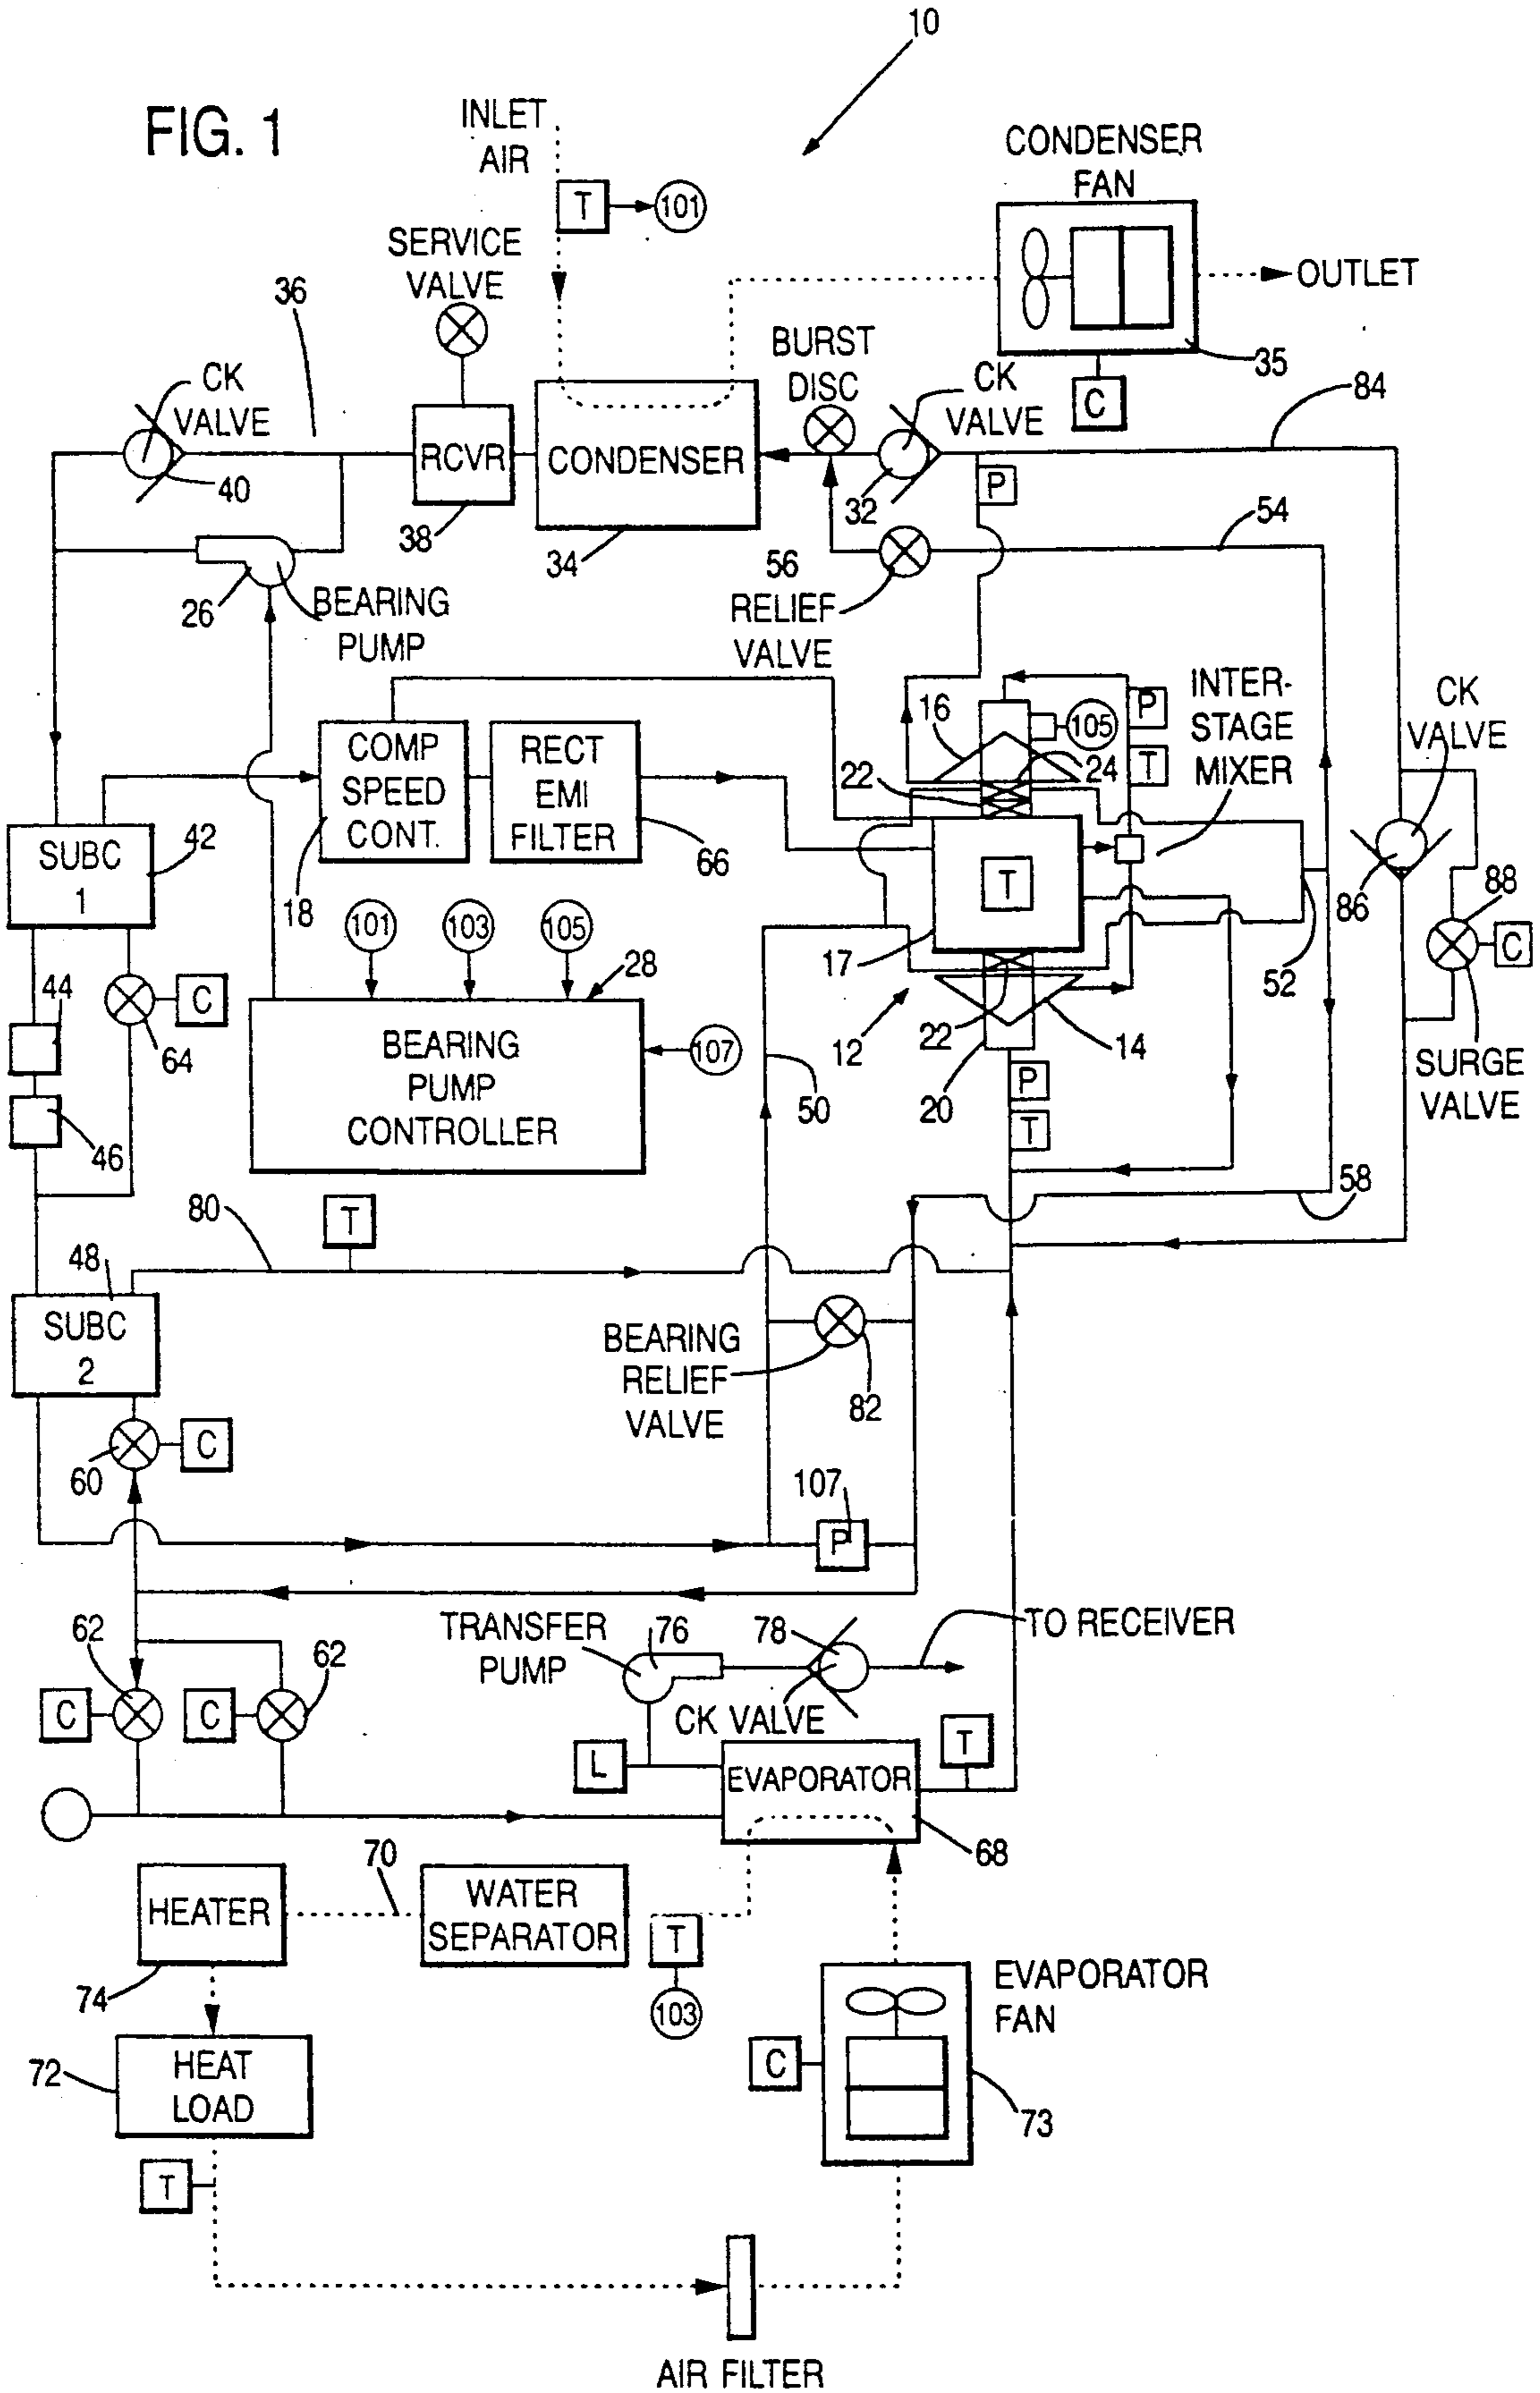 10
FIG. 1
INLET
AIR
CONDENSER
FAN
T
101
SERVICE
VALVE
OUTLET
36
BURST
DISC
35
CK
VALVE
CK
VALVE
C
84
RCVR
CONDENSER
P
40
38
34
32
54
56
RELIEF
VALVE
26
BEARING
PUMP
INTER-
STAGE
MIXER
CK
VALVE
16
105
P
T
COMP
SPEED
CONT.
RECT
EMI
FILTER
24
22
SUBC
1
42
18
66
T
86
88
C
101
103
105
28
17
52
44
C
64
BEARING
PUMP
CONTROLLER
107
12
22
14
SURGE
VALVE
46
50
20
P
T
58
80
T
48
SUBC
2
BEARING
RELIEF
VALVE
82
C
60
107
P
TRANSFER
PUMP
76
78
TO RECEIVER
62
62
C
C
CK VALVE
T
L
EVAPORATOR
68
70
HEATER
WATER
SEPARATOR
T
74
103
EVAPORATOR
FAN
72
HEAT
LOAD
C
73
T
AIR FILTER